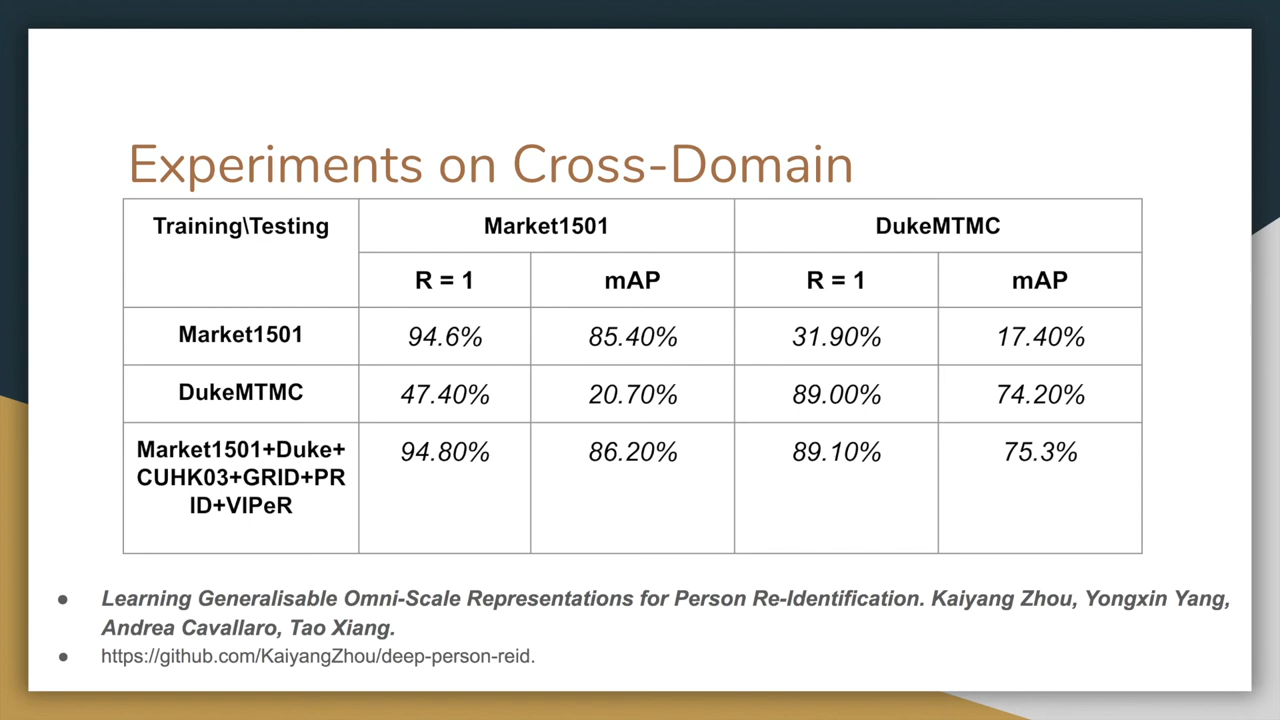 Experiments on Cross-Domain
Training\Testing Market1501 DukeMTMC
R = 1 mAP R = 1 mAP
Market1501 94.6% 85.40% 31.90% 17.40%
DukeMTMC 47.40% 20.70% 89.00% 74.20%
Market1501+Duke+ 94.80% 86.20% 89.10% 75.3%
CUHK03+GRID+PR
ID+VIPeR
● Learning Generalisable Omni-Scale Representations for Person Re-Identification. Kaiyang Zhou, Yongxin Yang,
Andrea Cavallaro, Tao Xiang.
● https://github.com/KaiyangZhou/deep-person-reid.